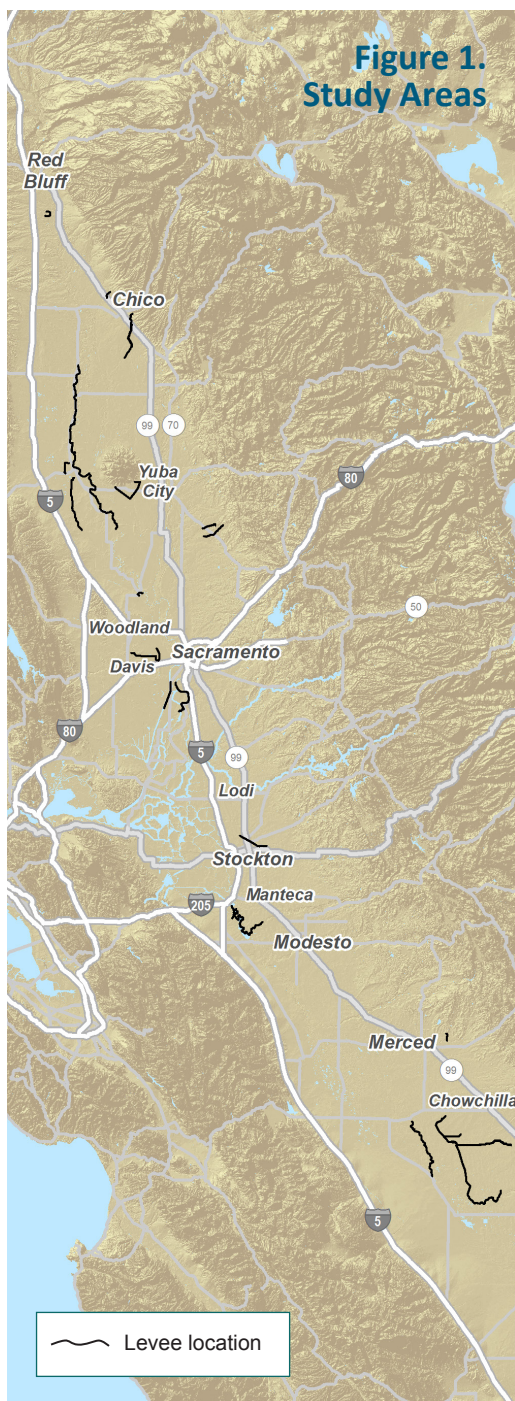 Figure 1.
Study Areas
Red
Bluff
Chico
99
70
Yuba
City
80
5
50
Woodland
Sacramento
Davis
80
5
99
Lodi
Stockton
Manteca
205
Modesto
Merced
99
Chowchilla
5
Levee location